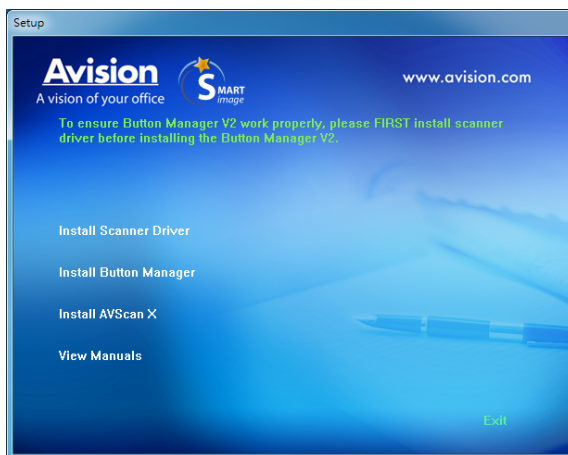 Setup
Avision
A vision of your office
SMART
image
www.avision.com
To ensure Button Manager V2 work properly, please FIRST install scanner
driver before installing the Button Manager V2.
Install Scanner Driver
Install Button Manager
Install AVScan X
View Manuals
Exit